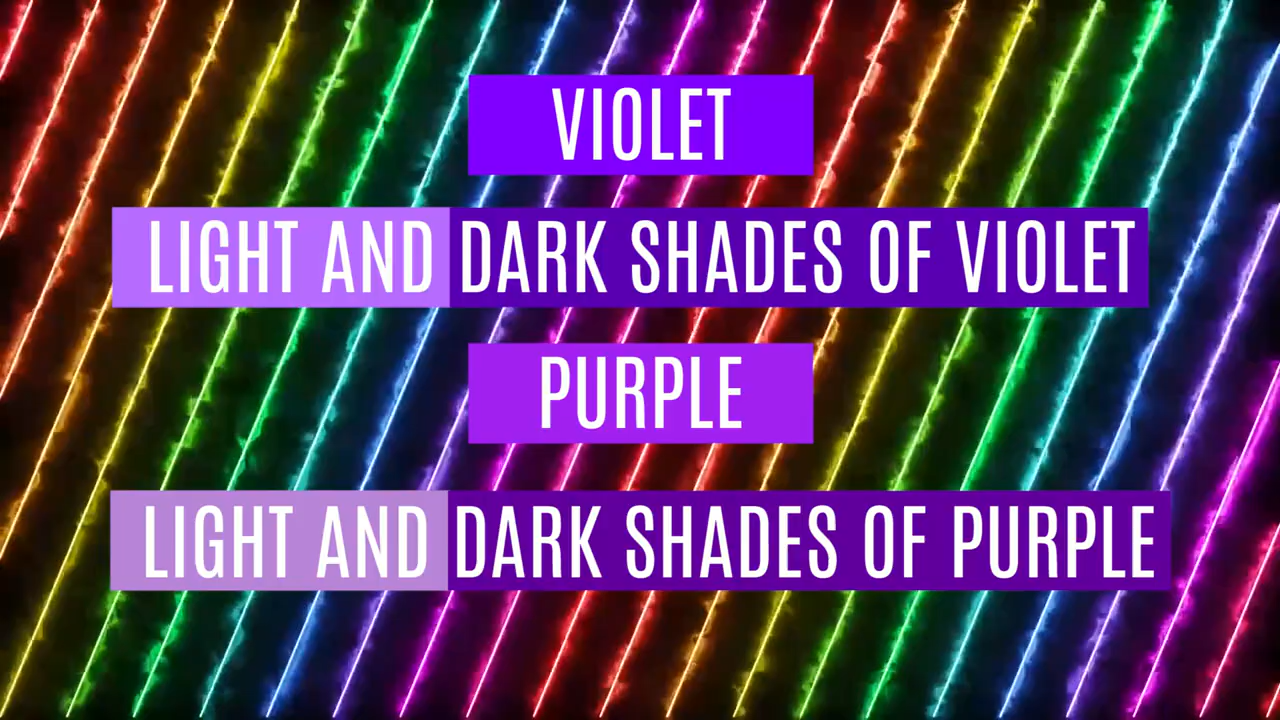 VIOLET
LIGHT AND DARK SHADES OF VIOLET
PURPLE
LIGHT AND DARK SHADES OF PURPLE